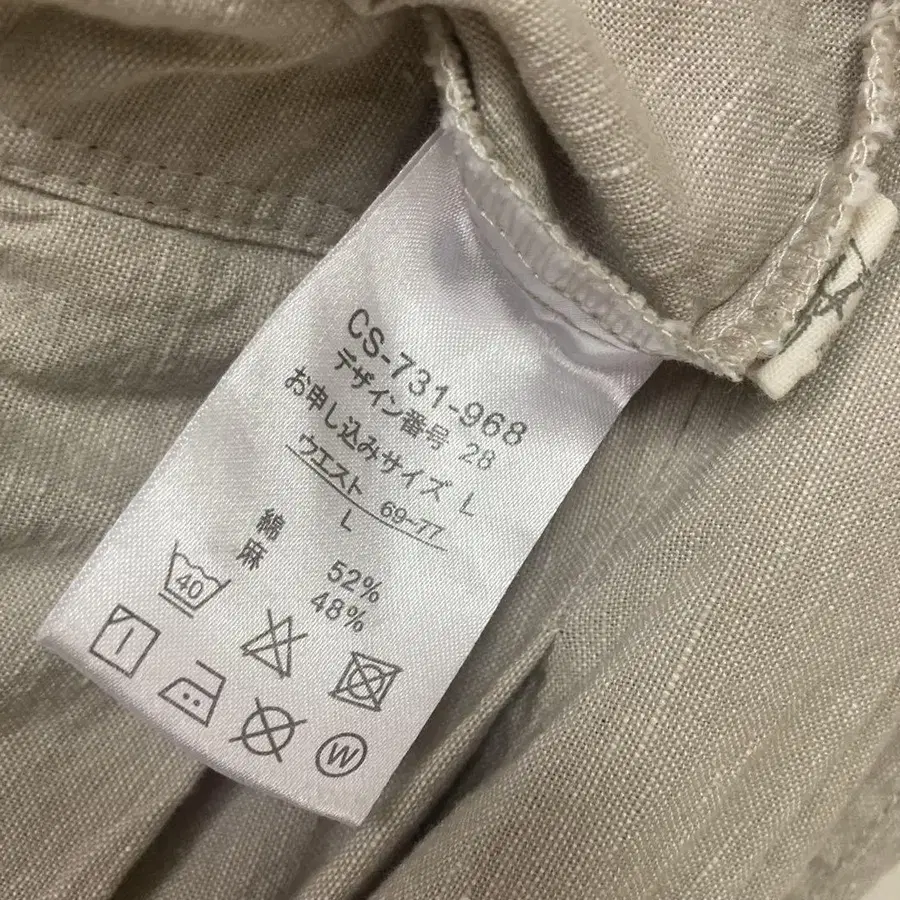 CS-731-968
デザイン番号 28
お申し込みサイズ L
ウエスト 69-77
L
綿 52%
麻 48%
40
W